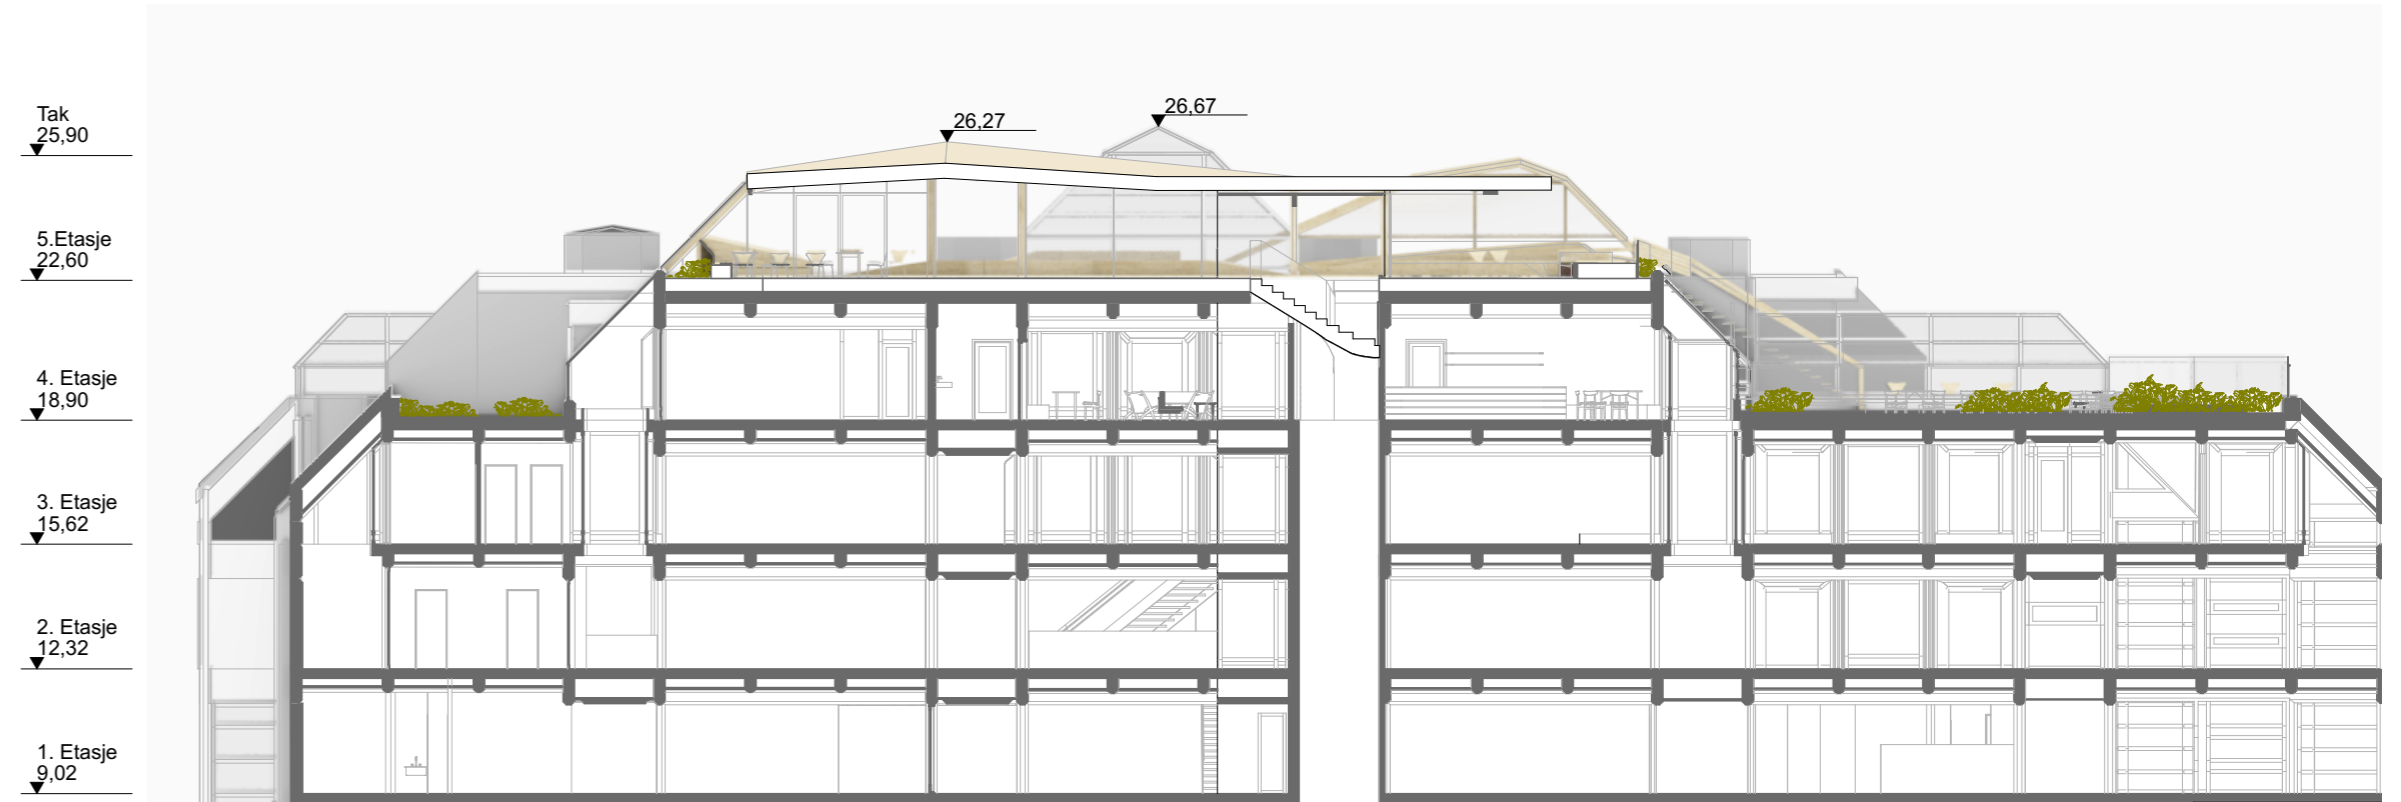 Tak
25,90
26,27
26,67
5.Etasje
22,60
4. Etasje
18,90
3. Etasje
15,62
2. Etasje
12,32
1. Etasje
9,02